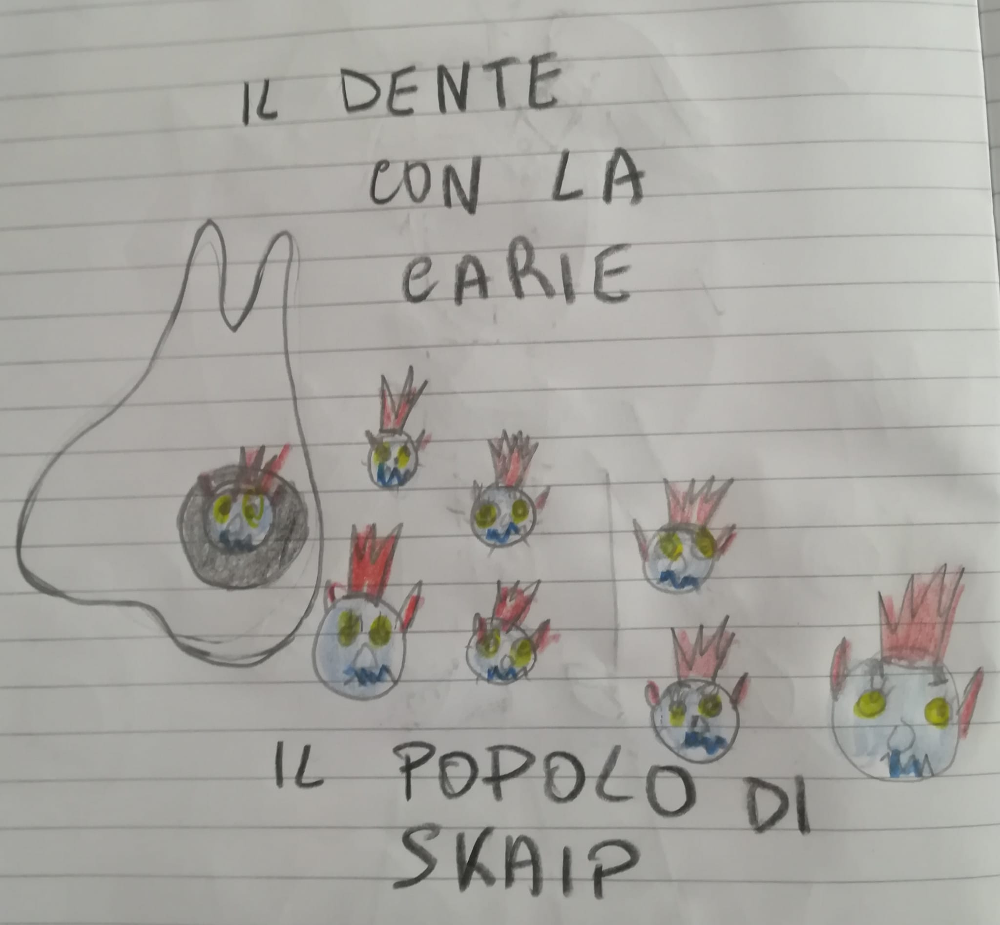 IL DENTE
CON LA
CARIE
IL POPOLO DI
SKAIP